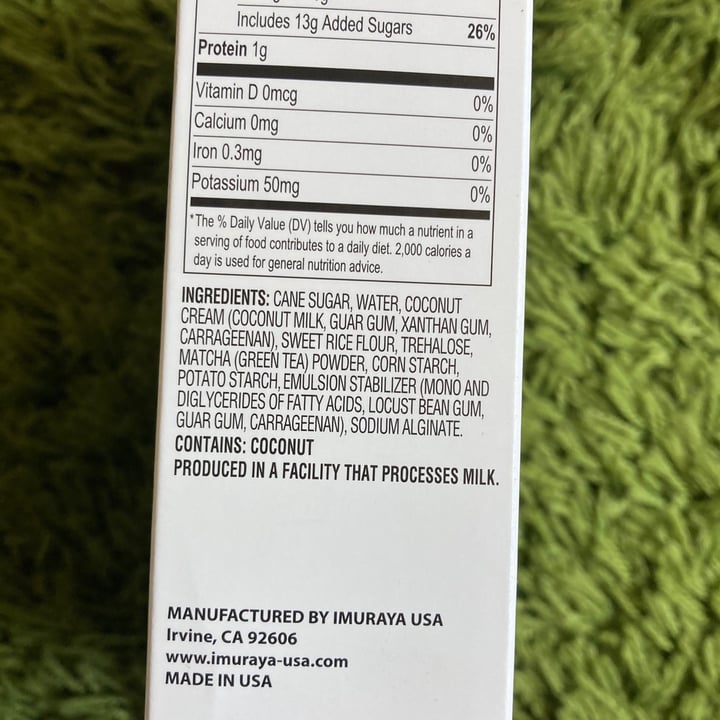 Includes 13g Added Sugars 26%
Protein 1g
Vitamin D 0mcg 0%
Calcium 0mg 0%
Iron 0.3mg 0%
Potassium 50mg 0%
*The % Daily Value (DV) tells you how much a nutrient in a
serving of food contributes to a daily diet. 2,000 calories a
day is used for general nutrition advice.
INGREDIENTS: CANE SUGAR, WATER, COCONUT
CREAM (COCONUT MILK, GUAR GUM, XANTHAN GUM,
CARRAGEENAN), SWEET RICE FLOUR, TREHALOSE,
MATCHA (GREEN TEA) POWDER, CORN STARCH,
POTATO STARCH, EMULSION STABILIZER (MONO AND
DIGLYCERIDES OF FATTY ACIDS, LOCUST BEAN GUM,
GUAR GUM, CARRAGEENAN), SODIUM ALGINATE.
CONTAINS: COCONUT
PRODUCED IN A FACILITY THAT PROCESSES MILK.
MANUFACTURED BY IMURAYA USA
Irvine, CA 92606
www.imuraya-usa.com
MADE IN USA